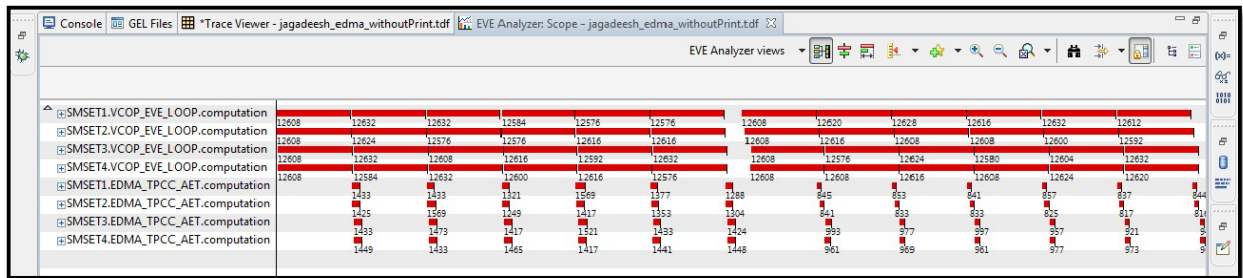 Console GEL Files *Trace Viewer - jagadeesh_edma_withoutPrint.tdf EVE Analyzer: Scope - jagadeesh_edma_withoutPrint.tdf
EVE Analyzer views
SMSET1.VCOP_EVE_LOOP.computation
12608 12632 12632 12584 12576 12576 12608 12620 12628 12616 12632 12612
SMSET2.VCOP_EVE_LOOP.computation
12608 12624 12576 12576 12616 12616 12608 12616 12608 12608 12600 12592
SMSET3.VCOP_EVE_LOOP.computation
12608 12632 12608 12616 12592 12632 12608 12576 12624 12580 12604 12632
SMSET4.VCOP_EVE_LOOP.computation
12608 12584 12632 12600 12616 12576 12608 12608 12616 12608 12624 12620
SMSET1.EDMA_TPCC_AET.computation
1433 1433 1321 1569 1377 1288 845 853 841 857 837 844
SMSET2.EDMA_TPCC_AET.computation
1425 1569 1249 1417 1353 1304 841 833 833 825 817
SMSET3.EDMA_TPCC_AET.computation
1433 1473 1417 1521 1433 1424 993 977 997 957 921
SMSET4.EDMA_TPCC_AET.computation
1449 1433 1465 1417 1441 1448 961 969 961 977 973